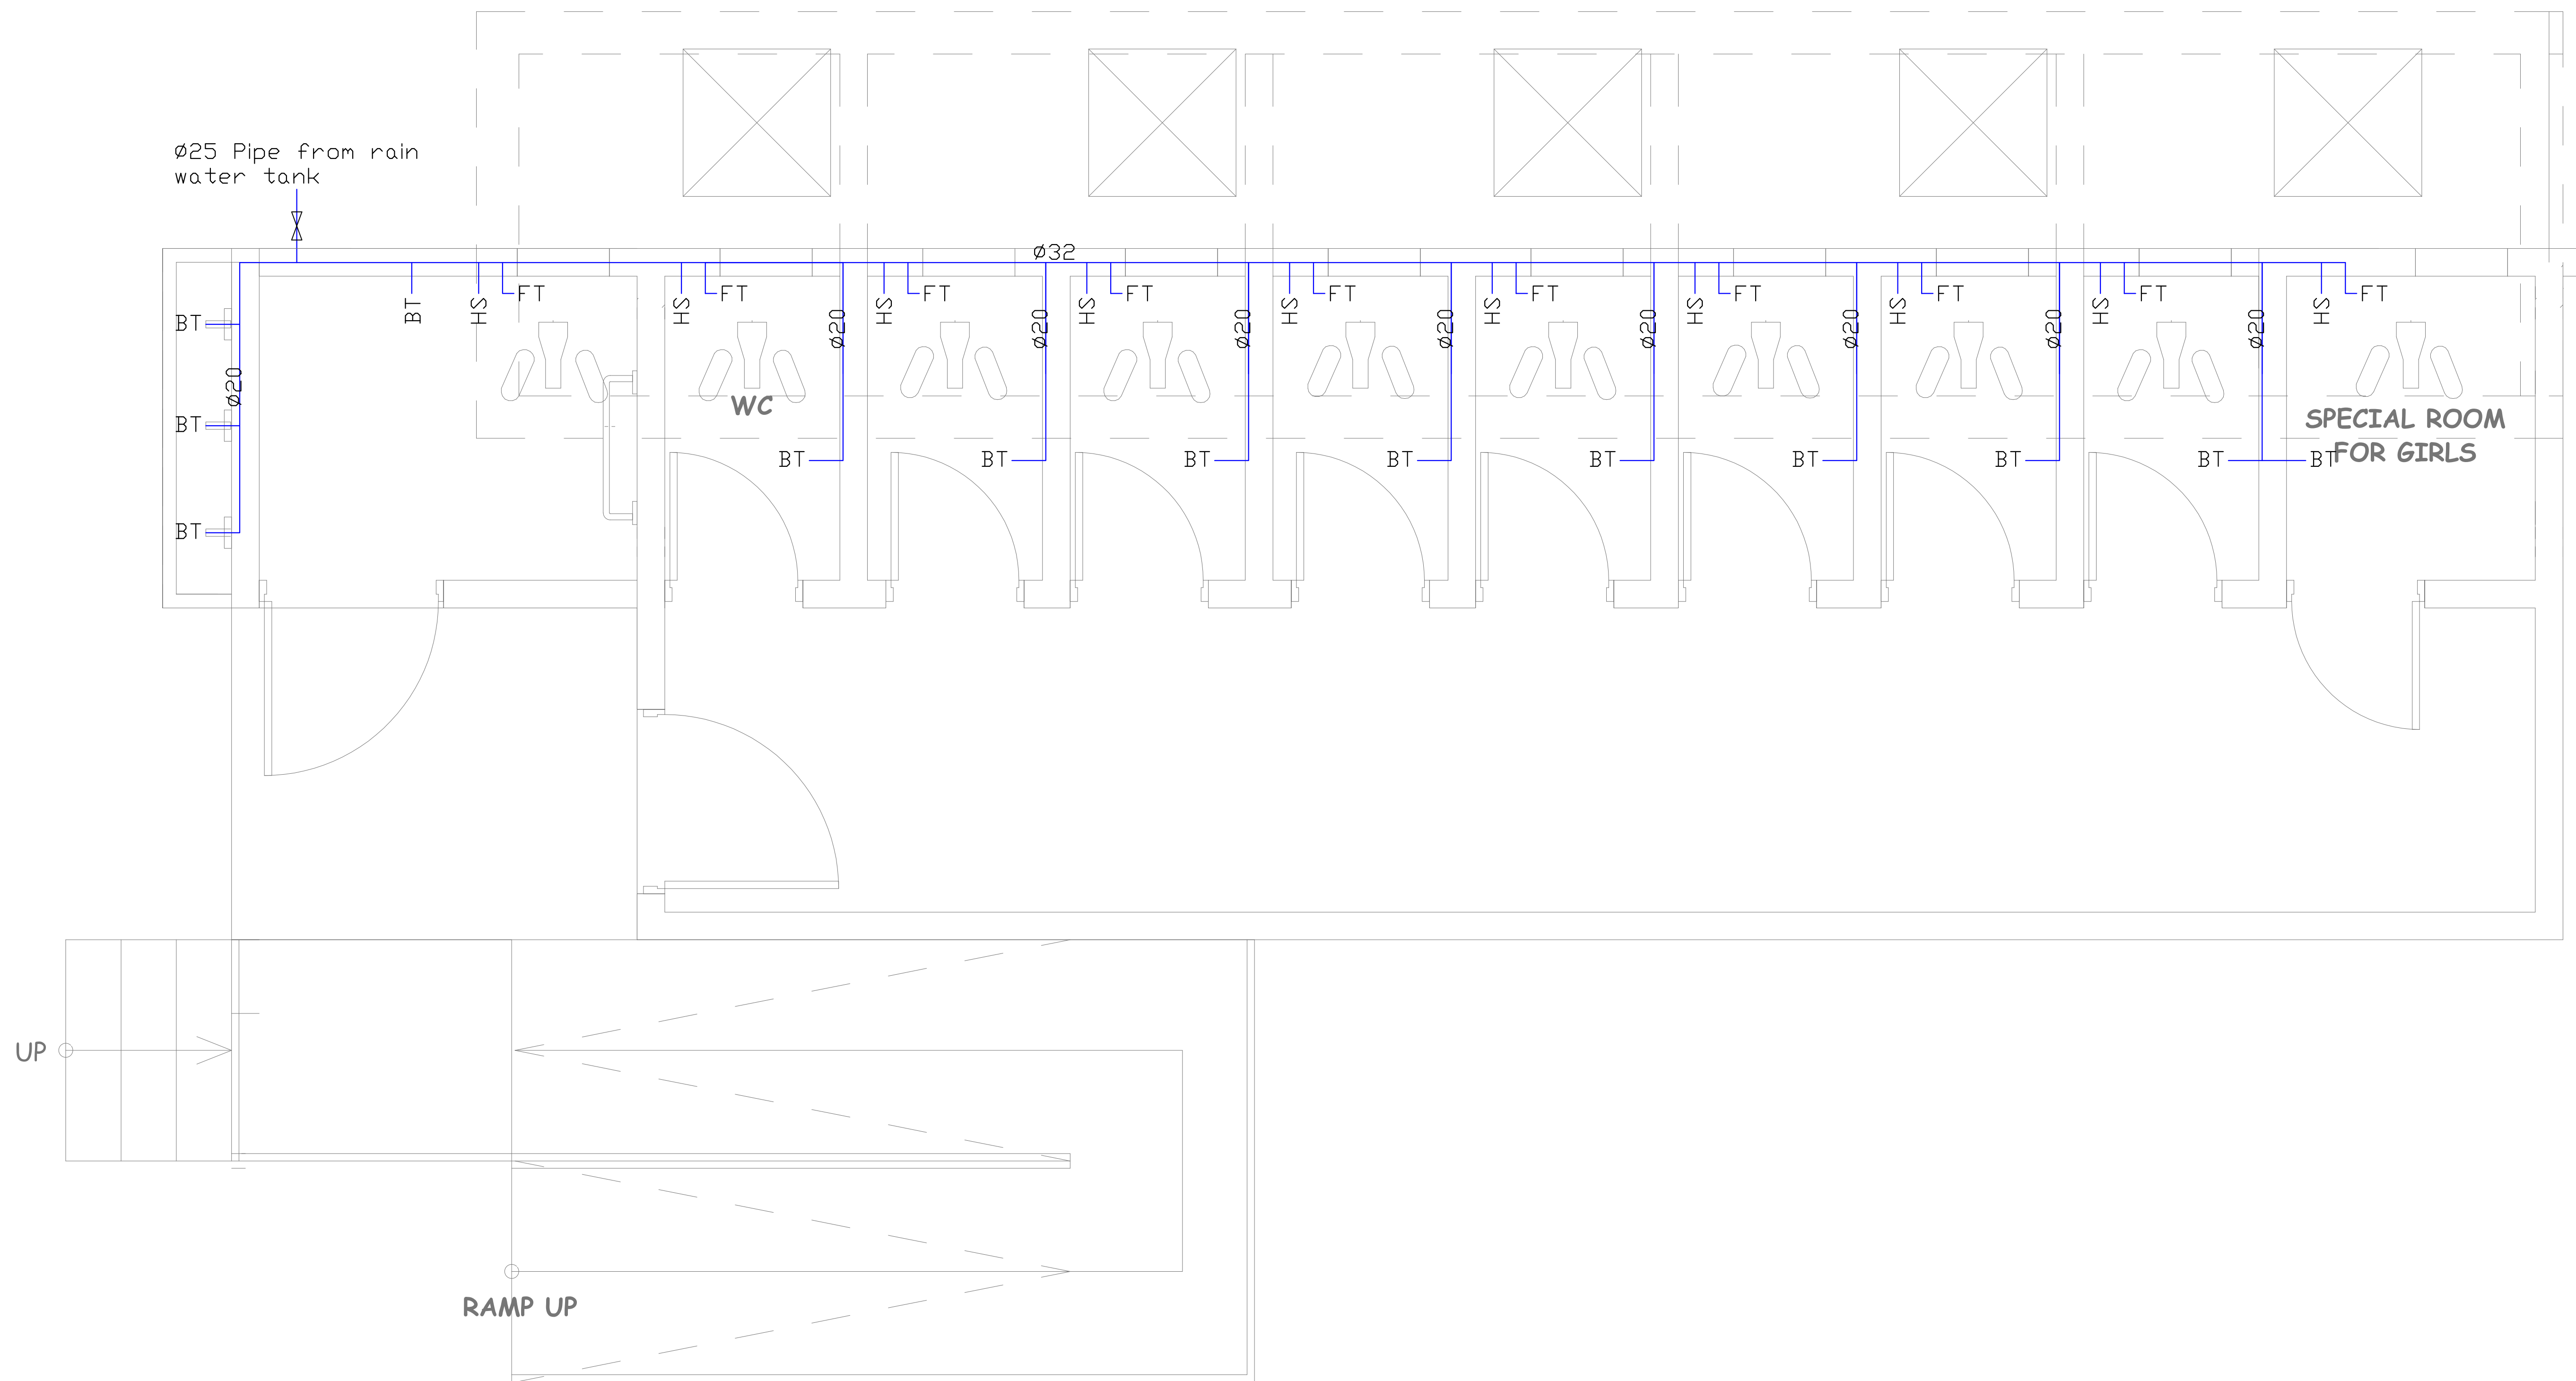 Ø25 Pipe from rain
water tank
Ø32
BT
HS
FT
HS
FT
HS
FT
HS
FT
HS
FT
HS
FT
HS
FT
HS
FT
HS
FT
HS
FT
BT
Ø20
Ø20
Ø20
Ø20
Ø20
Ø20
Ø20
Ø20
Ø20
WC
SPECIAL ROOM
FOR GIRLS
BT
BT
BT
BT
BT
BT
BT
BT
BT
BT
BT
UP
RAMP UP